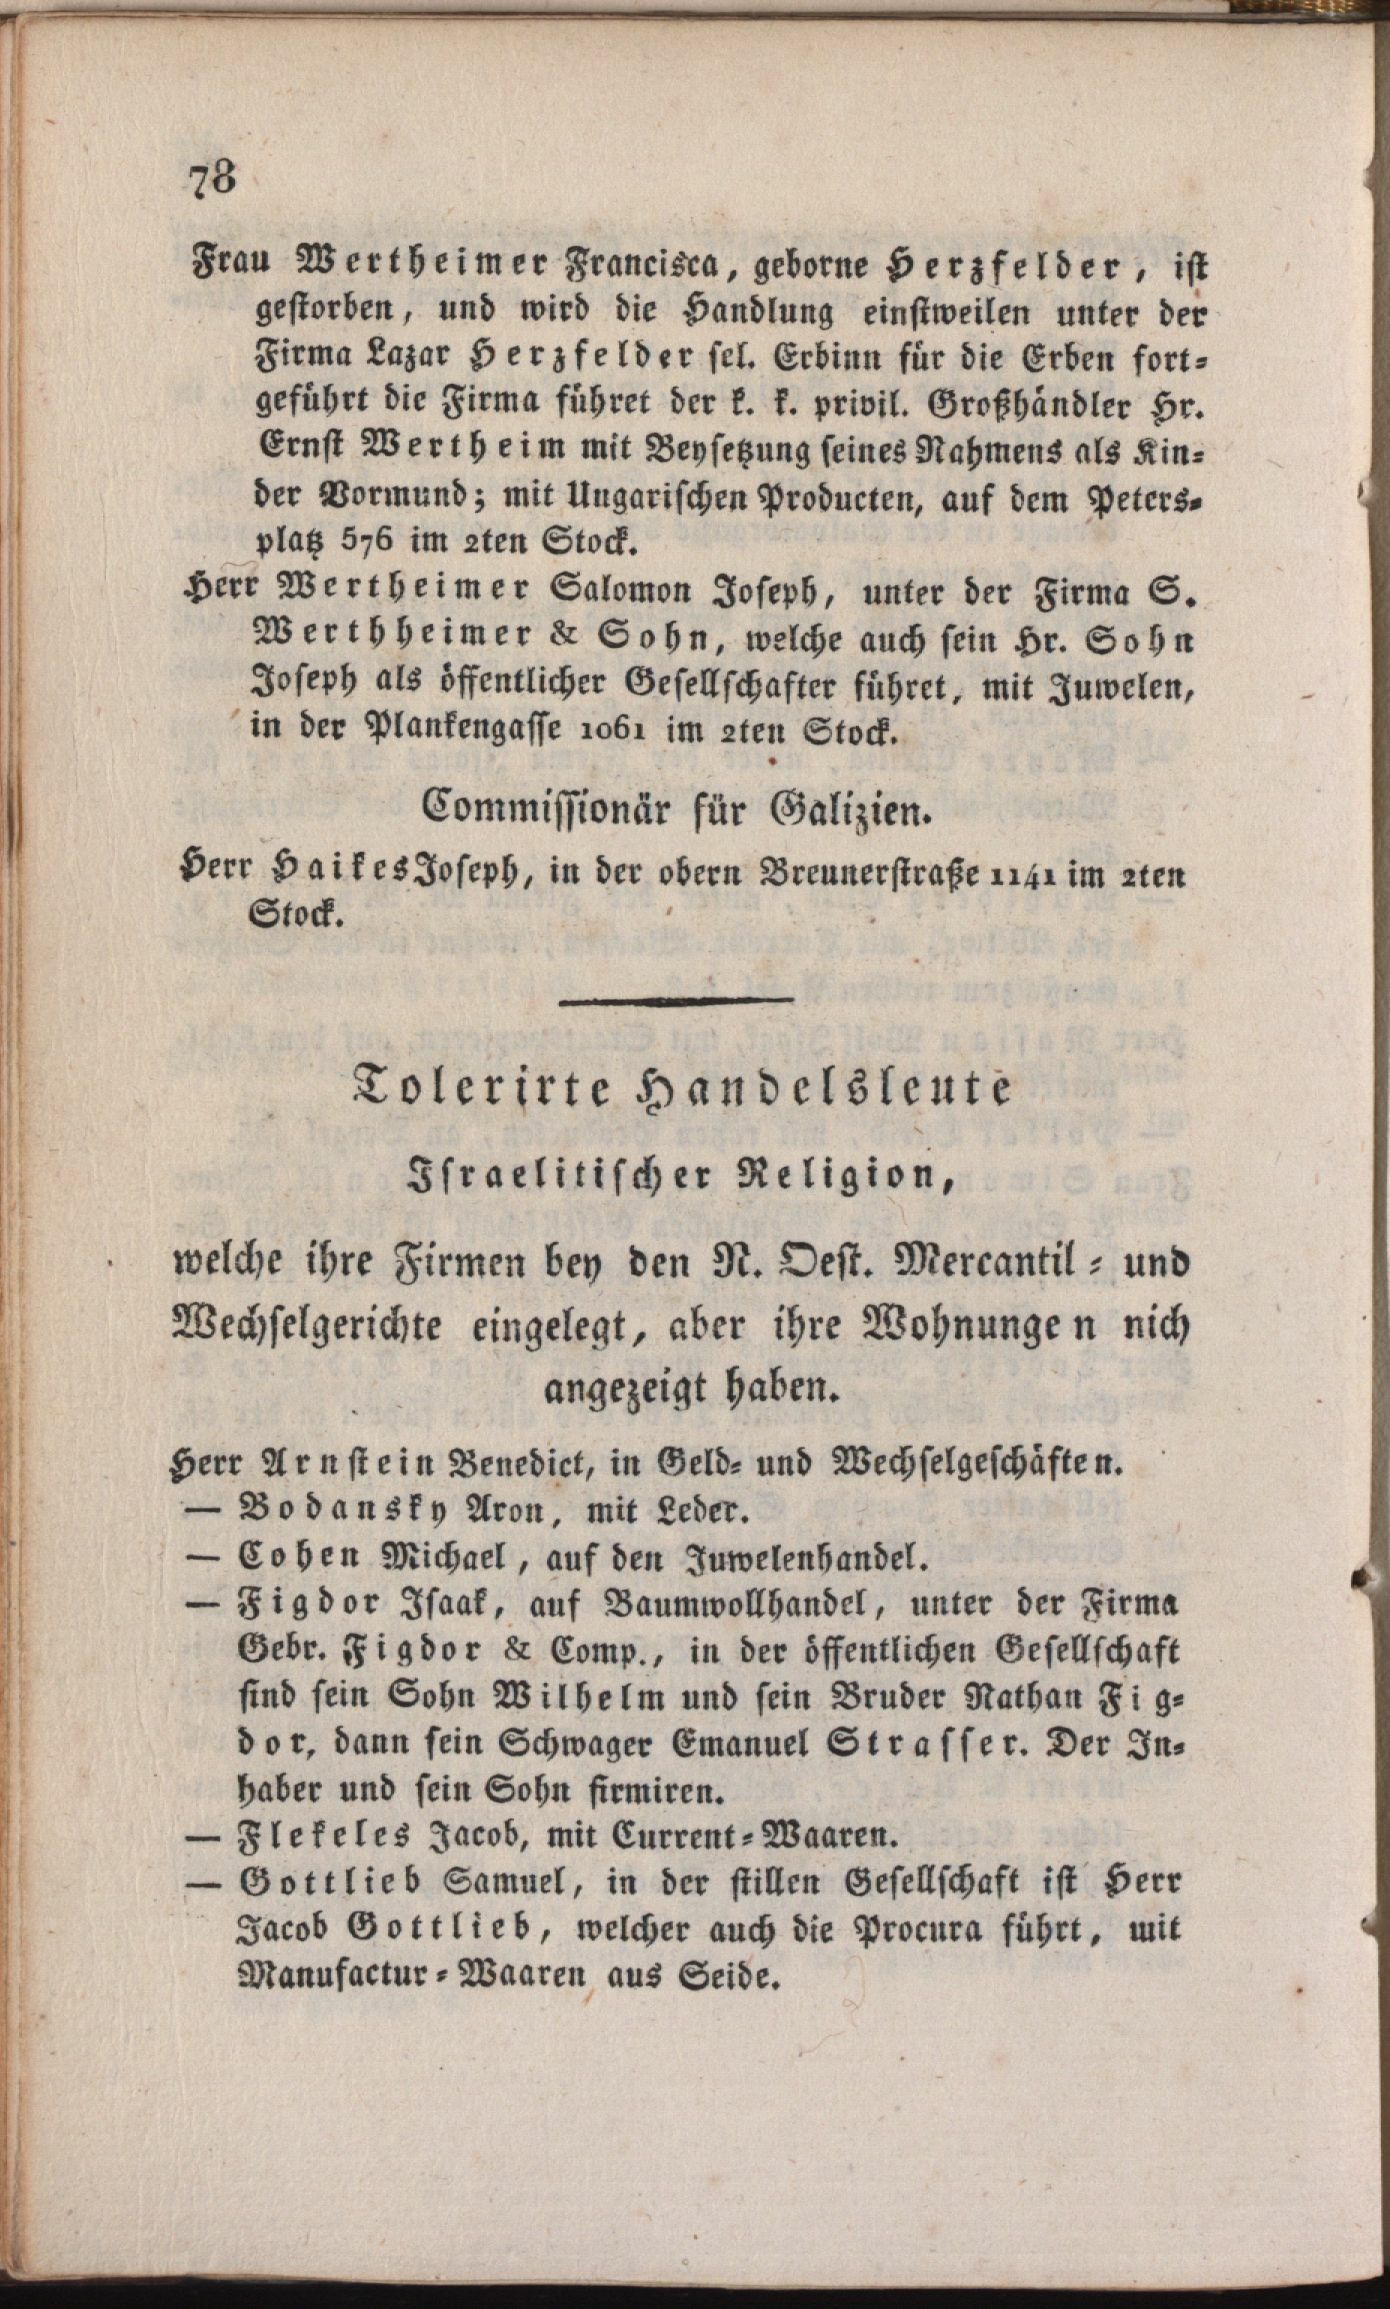 78
Frau Wertheimer Francisca, geborne Herzfelder, ist
gestorben, und wird die Handlung einstweilen unter der
Firma Lazar Herzfelder sel. Erbinn für die Erben fort-
geführt die Firma führet der k. k. privil. Großhändler Hr.
Ernst Wertheim mit Beysetzung seines Nahmens als Kin-
der Vormund; mit Ungarischen Producten, auf dem Peters-
platz 576 im 2ten Stock.
Herr Wertheimer Salomon Joseph, unter der Firma S.
Werthheimer & Sohn, welche auch sein Hr. Sohn
Joseph als öffentlicher Gesellschafter führet, mit Juwelen,
in der Plankengasse 1061 im 2ten Stock.
Commissionär für Galizien.
Herr Haikes Joseph, in der obern Breunerstraße 1141 im 2ten
Stock.
Tolerirte Handelsleute
Israelitischer Religion,
welche ihre Firmen bey den N. Oest. Mercantil- und
Wechselgerichte eingelegt, aber ihre Wohnungen nich
angezeigt haben.
Herr Arnstein Benedict, in Geld- und Wechselgeschäften.
— Bodansky Aron, mit Leder.
— Cohen Michael, auf den Juwelenhandel.
— Figdor Isaak, auf Baumwollhandel, unter der Firma
Gebr. Figdor & Comp., in der öffentlichen Gesellschaft
sind sein Sohn Wilhelm und sein Bruder Nathan Fig-
dor, dann sein Schwager Emanuel Strasser. Der In-
haber und sein Sohn firmiren.
— Flekeles Jacob, mit Current-Waaren.
— Gottlieb Samuel, in der stillen Gesellschaft ist Herr
Jacob Gottlieb, welcher auch die Procura führt, mit
Manufactur-Waaren aus Seide.